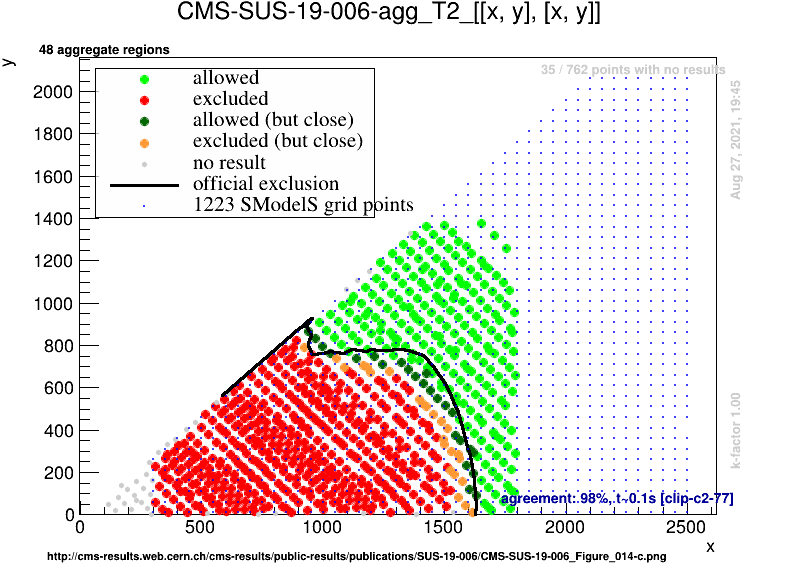 CMS-SUS-19-006-agg_T2_[[x, y], [x, y]]
48 aggregate regions
35 / 762 points with no results
y
allowed
excluded
allowed (but close)
excluded (but close)
no result
official exclusion
1223 SModelS grid points
2000
1800
1600
1400
1200
1000
800
600
400
200
0
Aug 27, 2021, 19:45
k-factor 1.00
agreement: 98%, t~0.1s [clip-c2-77]
0 500 1000 1500 2000 2500
x
http://cms-results.web.cern.ch/cms-results/public-results/publications/SUS-19-006/CMS-SUS-19-006_Figure_014-c.png